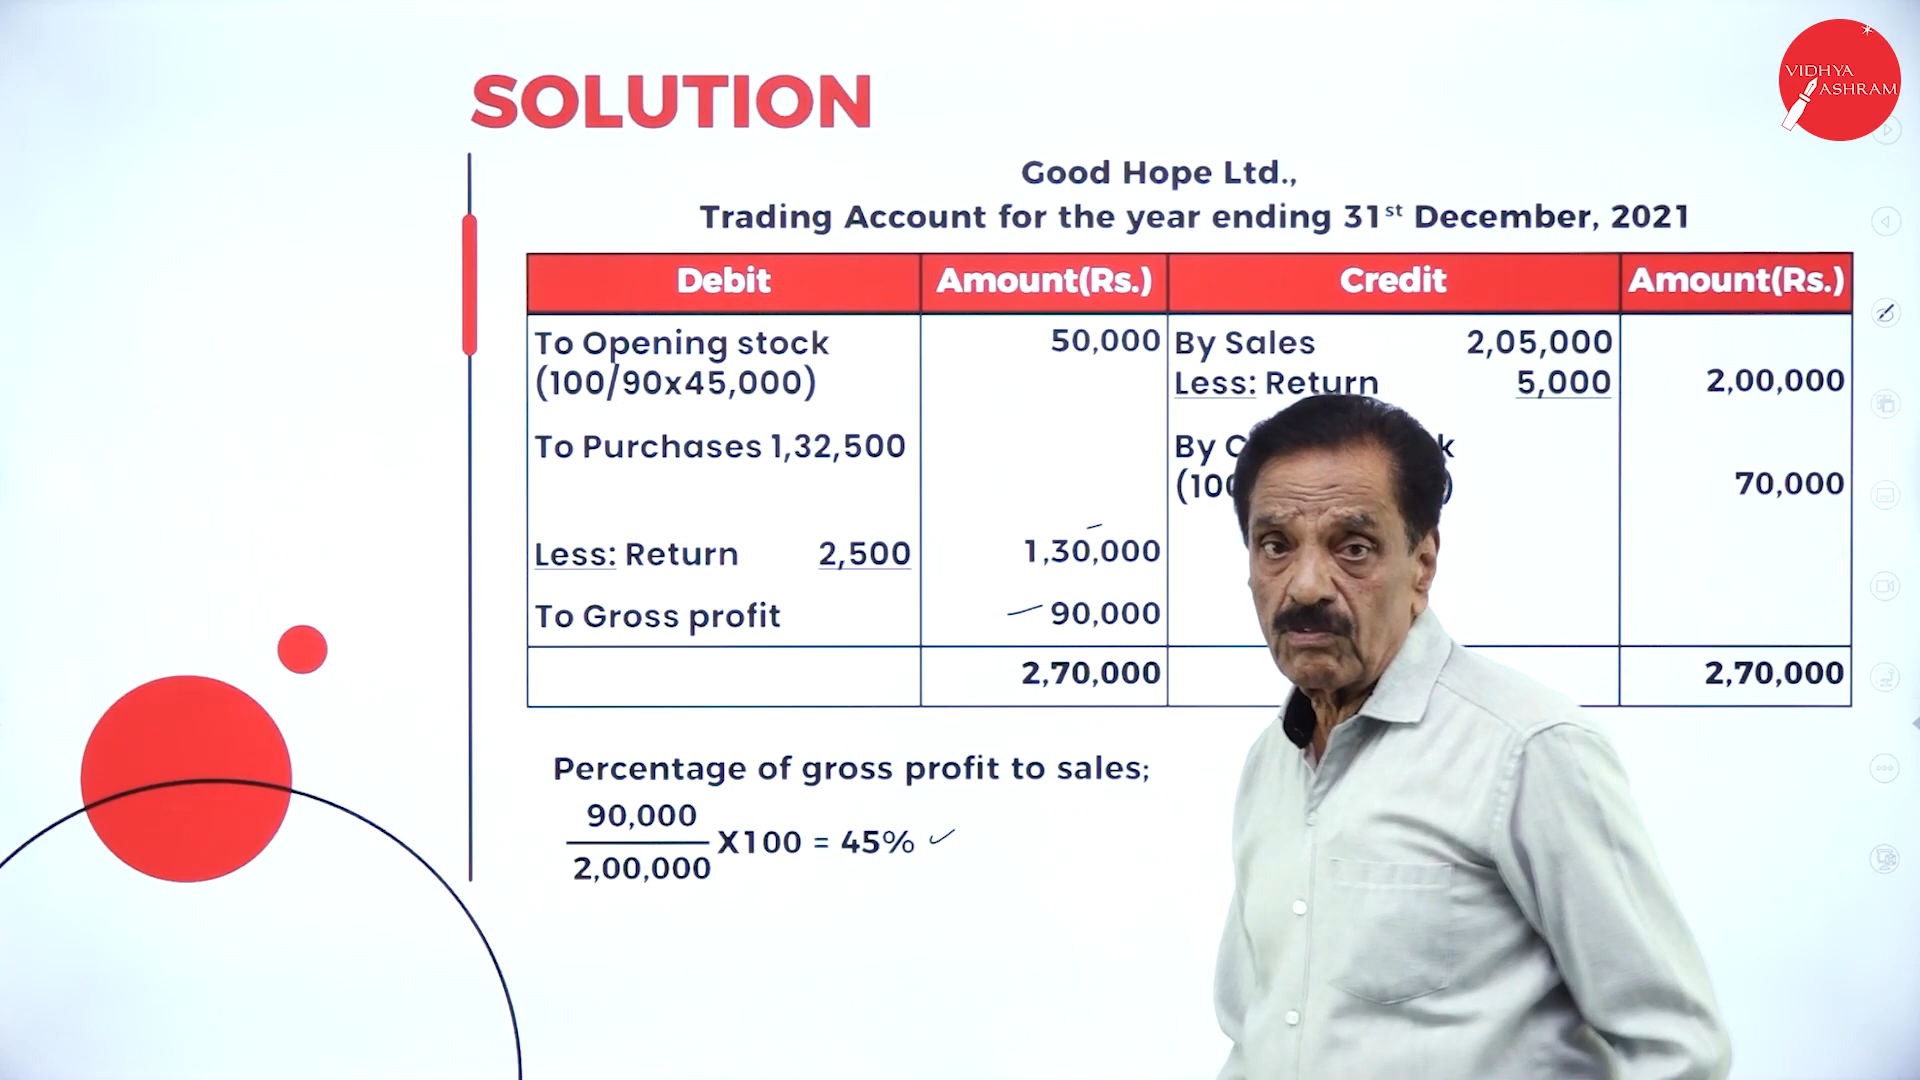 VIDHYA
ASHRAM
SOLUTION
Good Hope Ltd.,
Trading Account for the year ending 31st December, 2021
Debit Amount(Rs.) Credit Amount(Rs.)
To Opening stock 50,000 By Sales 2,05,000
(100/90x45,000) Less: Return 5,000 2,00,000
To Purchases 1,32,500 By
70,000
Less: Return 2,500 1,30,000
To Gross profit 90,000
2,70,000 2,70,000
Percentage of gross profit to sales;
90,000
X100 = 45%
2,00,000